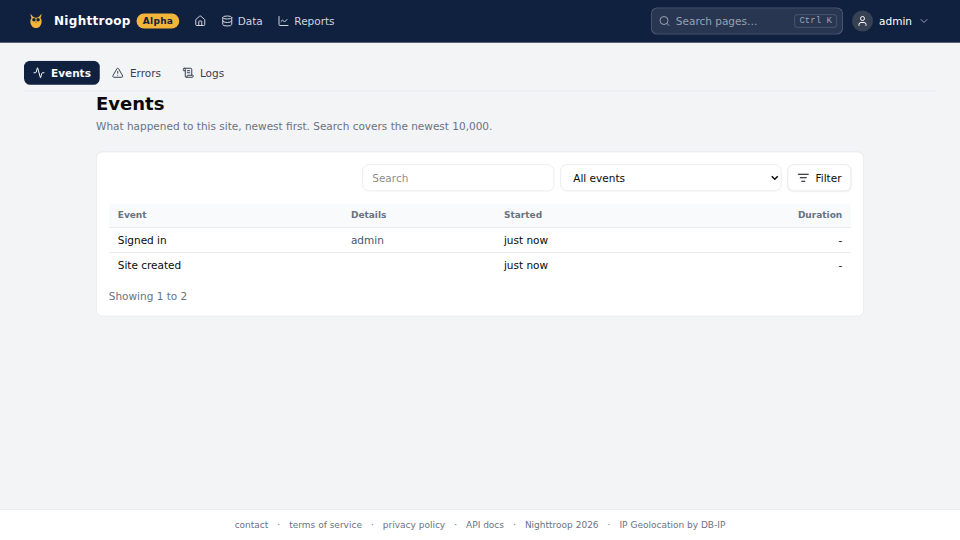 Nighttroop Alpha Data Reports Search pages... Ctrl K admin
Events Errors Logs
Events
What happened to this site, newest first. Search covers the newest 10,000.
Search All events Filter
Event Details Started Duration
Signed in admin just now -
Site created just now -
Showing 1 to 2
contact · terms of service · privacy policy · API docs · Nighttroop 2026 · IP Geolocation by DB-IP